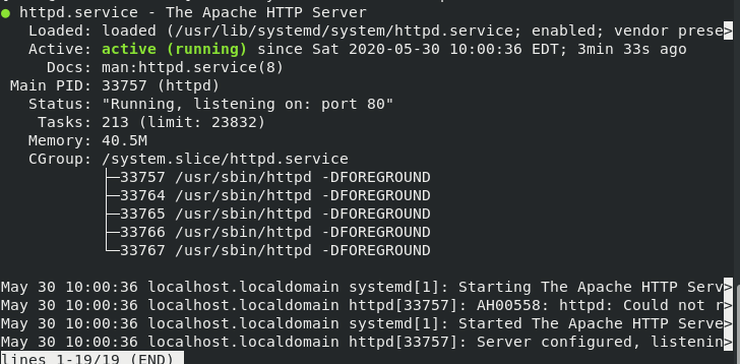 ● httpd.service - The Apache HTTP Server
   Loaded: loaded (/usr/lib/systemd/system/httpd.service; enabled; vendor prese>
   Active: active (running) since Sat 2020-05-30 10:00:36 EDT; 3min 33s ago
     Docs: man:httpd.service(8)
 Main PID: 33757 (httpd)
   Status: "Running, listening on: port 80"
    Tasks: 213 (limit: 23832)
   Memory: 40.5M
   CGroup: /system.slice/httpd.service
           ├─33757 /usr/sbin/httpd -DFOREGROUND
           ├─33764 /usr/sbin/httpd -DFOREGROUND
           ├─33765 /usr/sbin/httpd -DFOREGROUND
           ├─33766 /usr/sbin/httpd -DFOREGROUND
           └─33767 /usr/sbin/httpd -DFOREGROUND

May 30 10:00:36 localhost.localdomain systemd[1]: Starting The Apache HTTP Serv>
May 30 10:00:36 localhost.localdomain httpd[33757]: AH00558: httpd: Could not r>
May 30 10:00:36 localhost.localdomain systemd[1]: Started The Apache HTTP Serve>
May 30 10:00:36 localhost.localdomain httpd[33757]: Server configured, listenin>
lines 1-19/19 (END)